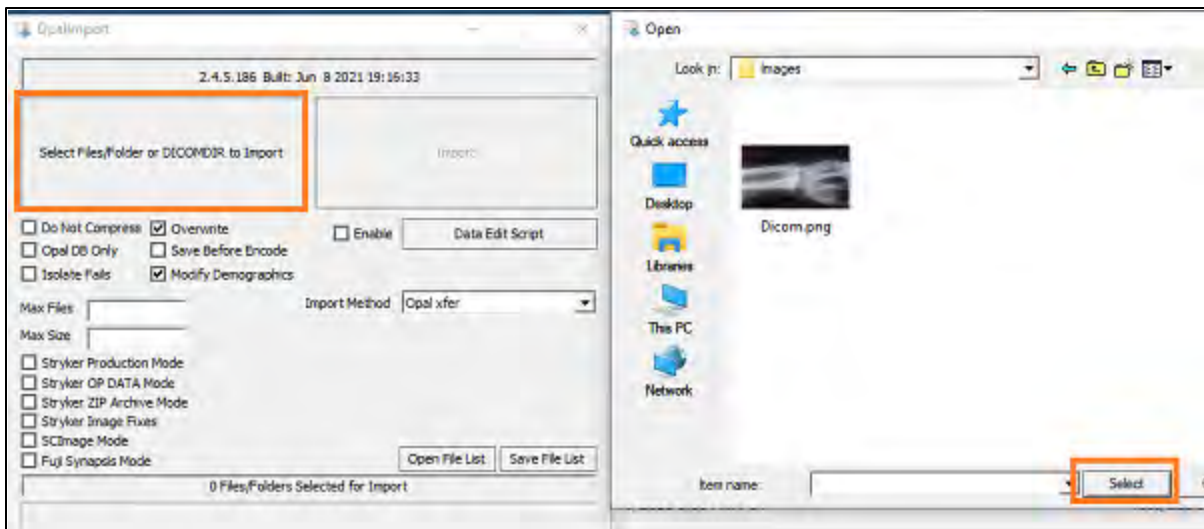 OpalImport
2.4.5.186 Built: Jun 8 2021 19:16:33
Select Files/Folder or DICOMDIR to Import
Import
Do Not Compress
Overwrite
Enable
Data Edit Script
Opal DB Only
Save Before Encode
Isolate Fails
Modify Demographics
Max Files
Import Method
Opal xfer
Max Size
Stryker Production Mode
Stryker OP DATA Mode
Stryker ZIP Archive Mode
Stryker Image Fixes
SCImage Mode
Fuji Synapsis Mode
Open File List
Save File List
0 Files/Folders Selected for Import
Open
Look in:
Images
Quick access
Desktop
Libraries
This PC
Network
Dicom.png
Item name:
Select